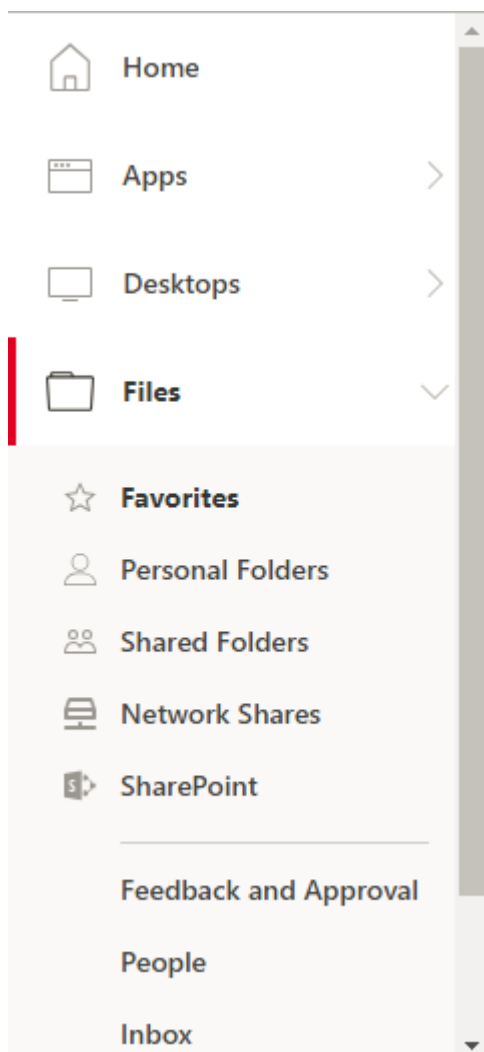 Home
Apps
Desktops
Files
Favorites
Personal Folders
Shared Folders
Network Shares
SharePoint
Feedback and Approval
People
Inbox